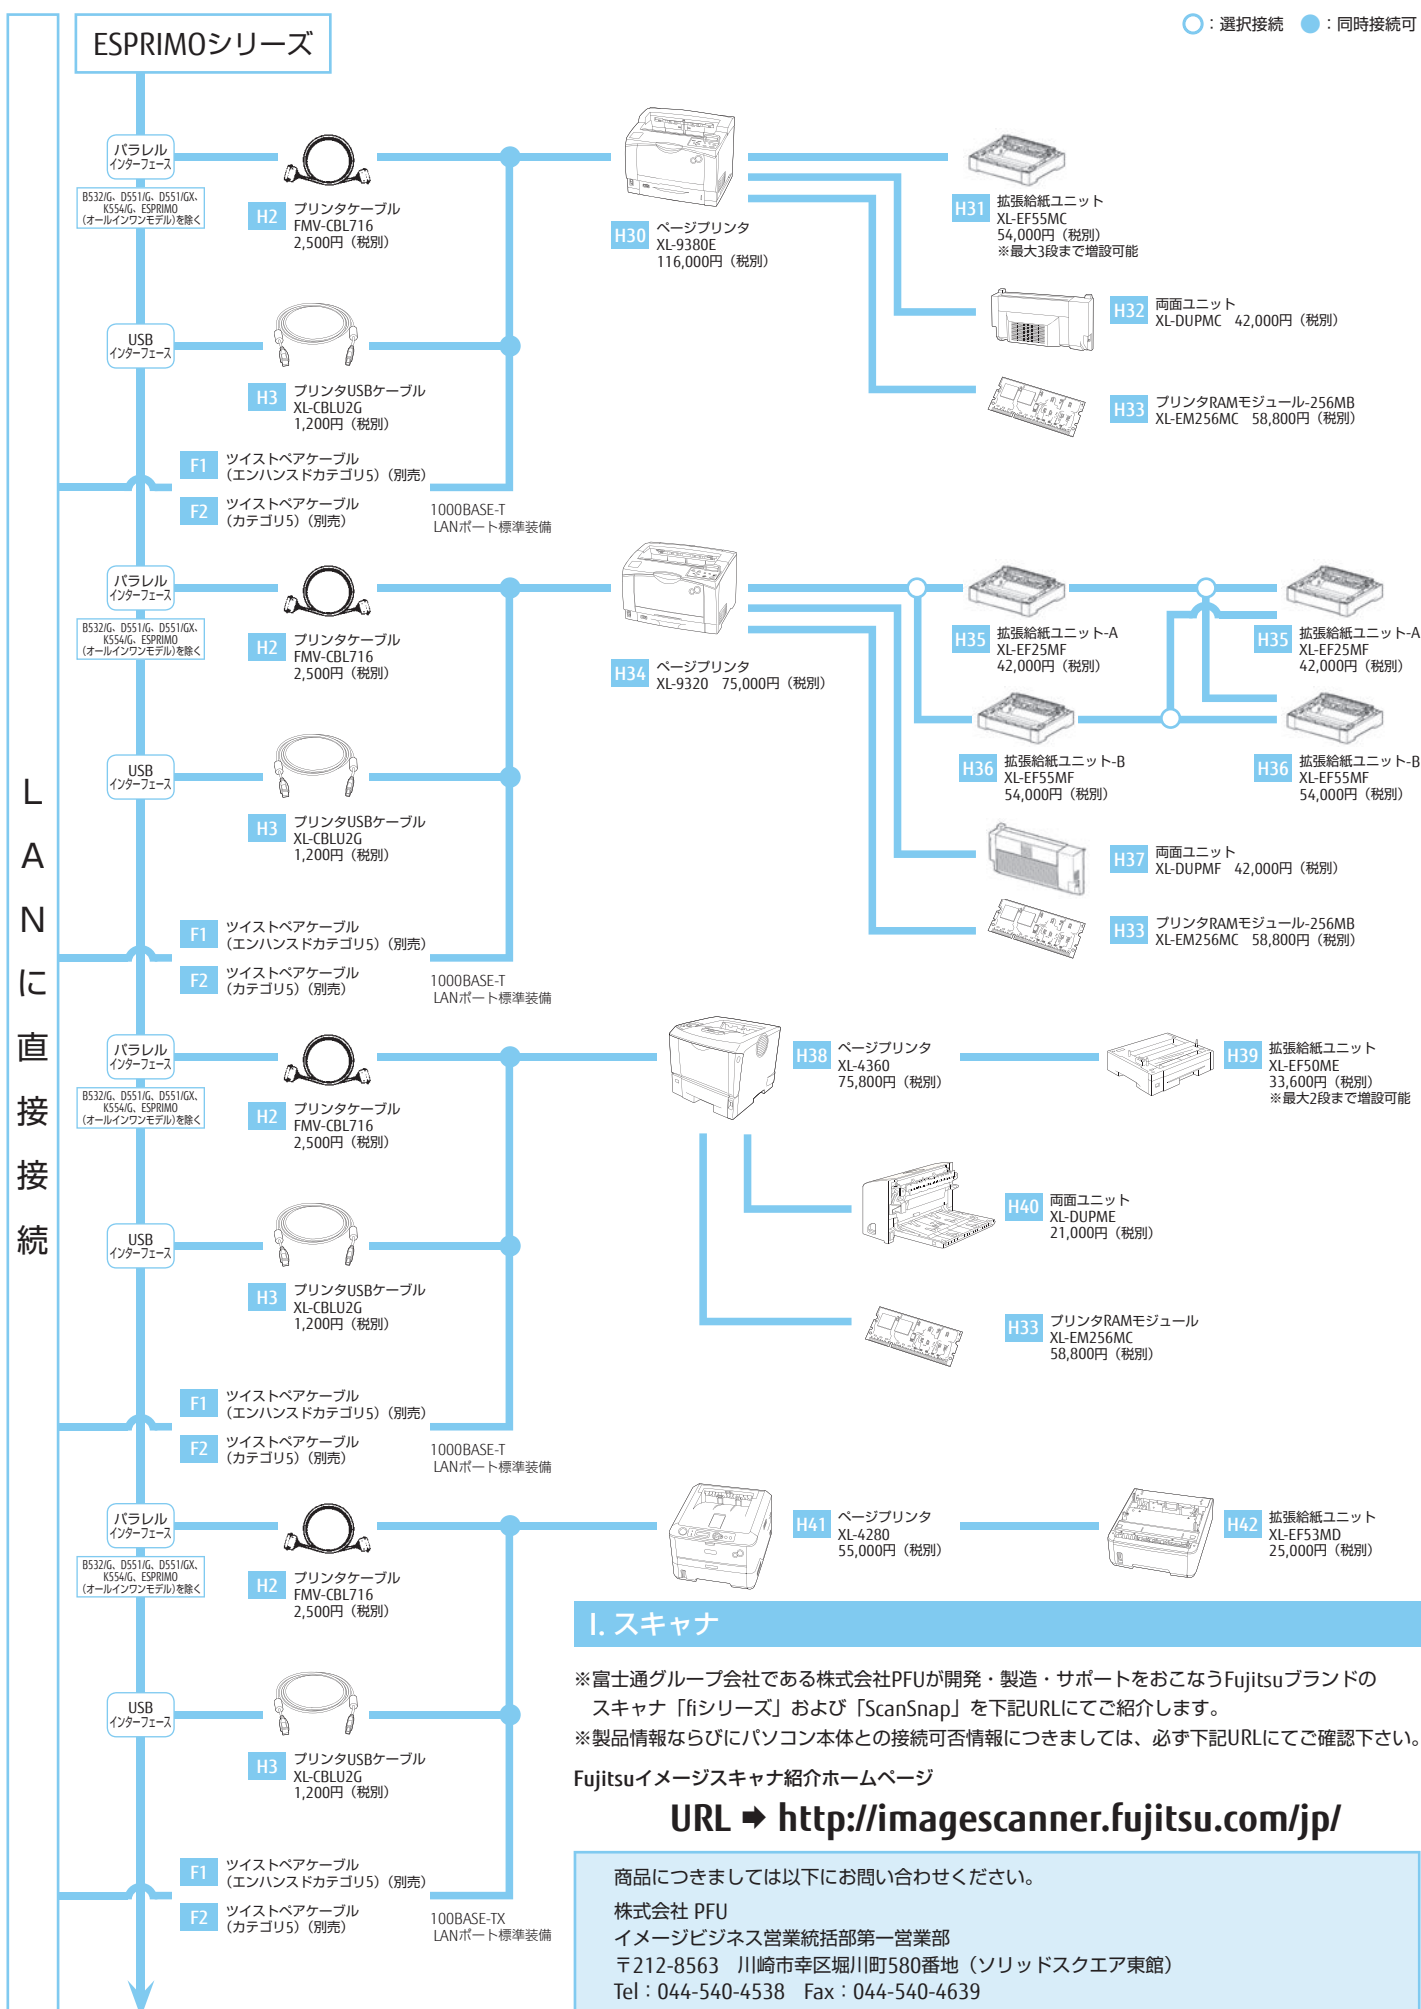 ○：選択接続　●：同時接続可
ESPRIMOシリーズ
LANに直接接続
パラレル
インターフェース
B532/G、D551/G、D551/GX、
K554/G、ESPRIMO
(オールインワンモデル)を除く
H2 プリンタケーブル
FMV-CBL716
2,500円（税別）
H30 ページプリンタ
XL-9380E
116,000円（税別）
H31 拡張給紙ユニット
XL-EF55MC
54,000円（税別）
※最大3段まで増設可能
H32 両面ユニット
XL-DUPMC　42,000円（税別）
USB
インターフェース
H3 プリンタUSBケーブル
XL-CBLU2G
1,200円（税別）
H33 プリンタRAMモジュール-256MB
XL-EM256MC　58,800円（税別）
F1 ツイストペアケーブル
（エンハンスドカテゴリ5）（別売）
F2 ツイストペアケーブル
（カテゴリ5）（別売）
1000BASE-T
LANポート標準装備
パラレル
インターフェース
B532/G、D551/G、D551/GX、
K554/G、ESPRIMO
(オールインワンモデル)を除く
H2 プリンタケーブル
FMV-CBL716
2,500円（税別）
H34 ページプリンタ
XL-9320　75,000円（税別）
H35 拡張給紙ユニット-A
XL-EF25MF
42,000円（税別）
H35 拡張給紙ユニット-A
XL-EF25MF
42,000円（税別）
H36 拡張給紙ユニット-B
XL-EF55MF
54,000円（税別）
H36 拡張給紙ユニット-B
XL-EF55MF
54,000円（税別）
USB
インターフェース
H3 プリンタUSBケーブル
XL-CBLU2G
1,200円（税別）
H37 両面ユニット
XL-DUPMF　42,000円（税別）
H33 プリンタRAMモジュール-256MB
XL-EM256MC　58,800円（税別）
F1 ツイストペアケーブル
（エンハンスドカテゴリ5）（別売）
F2 ツイストペアケーブル
（カテゴリ5）（別売）
1000BASE-T
LANポート標準装備
パラレル
インターフェース
B532/G、D551/G、D551/GX、
K554/G、ESPRIMO
(オールインワンモデル)を除く
H2 プリンタケーブル
FMV-CBL716
2,500円（税別）
H38 ページプリンタ
XL-4360
75,800円（税別）
H39 拡張給紙ユニット
XL-EF50ME
33,600円（税別）
※最大2段まで増設可能
H40 両面ユニット
XL-DUPME
21,000円（税別）
USB
インターフェース
H3 プリンタUSBケーブル
XL-CBLU2G
1,200円（税別）
H33 プリンタRAMモジュール
XL-EM256MC
58,800円（税別）
F1 ツイストペアケーブル
（エンハンスドカテゴリ5）（別売）
F2 ツイストペアケーブル
（カテゴリ5）（別売）
1000BASE-T
LANポート標準装備
パラレル
インターフェース
B532/G、D551/G、D551/GX、
K554/G、ESPRIMO
(オールインワンモデル)を除く
H2 プリンタケーブル
FMV-CBL716
2,500円（税別）
H41 ページプリンタ
XL-4280
55,000円（税別）
H42 拡張給紙ユニット
XL-EF53MD
25,000円（税別）
USB
インターフェース
H3 プリンタUSBケーブル
XL-CBLU2G
1,200円（税別）
F1 ツイストペアケーブル
（エンハンスドカテゴリ5）（別売）
F2 ツイストペアケーブル
（カテゴリ5）（別売）
100BASE-TX
LANポート標準装備
I. スキャナ
※富士通グループ会社である株式会社PFUが開発・製造・サポートをおこなうFujitsuブランドの
スキャナ「fiシリーズ」および「ScanSnap」を下記URLにてご紹介します。
※製品情報ならびにパソコン本体との接続可否情報につきましては、必ず下記URLにてご確認下さい。
Fujitsuイメージスキャナ紹介ホームページ
URL ➡ http://imagescanner.fujitsu.com/jp/
商品につきましては以下にお問い合わせください。
株式会社 PFU
イメージビジネス営業統括部第一営業部
〒212-8563　川崎市幸区堀川町580番地（ソリッドスクエア東館）
Tel：044-540-4538　Fax：044-540-4639